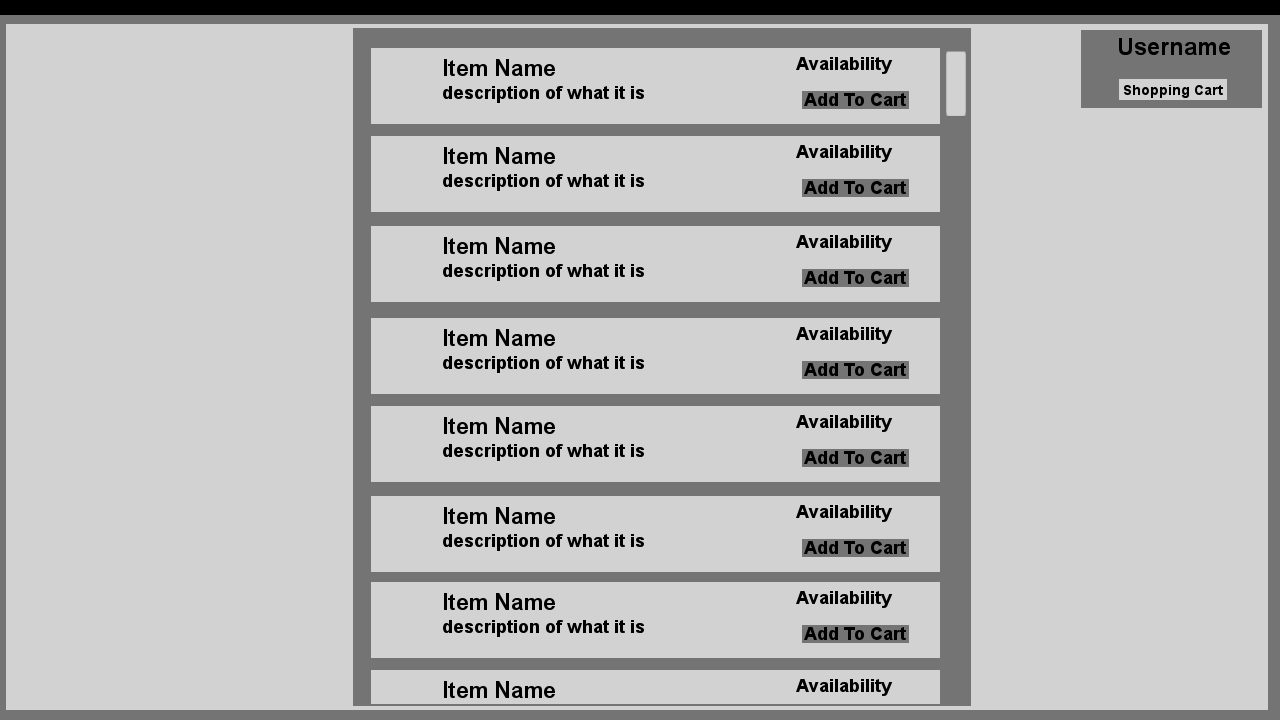 Username
Shopping Cart
Item Name
description of what it is
Availability
Add To Cart
Item Name
description of what it is
Availability
Add To Cart
Item Name
description of what it is
Availability
Add To Cart
Item Name
description of what it is
Availability
Add To Cart
Item Name
description of what it is
Availability
Add To Cart
Item Name
description of what it is
Availability
Add To Cart
Item Name
description of what it is
Availability
Add To Cart
Item Name
Availability